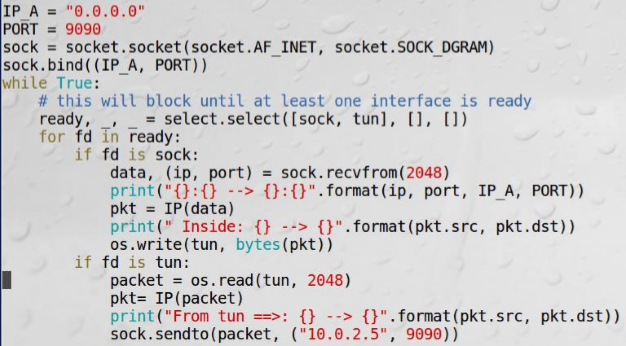 IP_A = "0.0.0.0"
PORT = 9090
sock = socket.socket(socket.AF_INET, socket.SOCK_DGRAM)
sock.bind((IP_A, PORT))
while True:
    # this will block until at least one interface is ready
    ready, _, _ = select.select([sock, tun], [], [])
    for fd in ready:
        if fd is sock:
            data, (ip, port) = sock.recvfrom(2048)
            print("{}:{} --> {}:{}".format(ip, port, IP_A, PORT))
            pkt = IP(data)
            print(" Inside: {} --> {}".format(pkt.src, pkt.dst))
            os.write(tun, bytes(pkt))
        if fd is tun:
            packet = os.read(tun, 2048)
            pkt= IP(packet)
            print("From tun ==>: {} --> {}".format(pkt.src, pkt.dst))
            sock.sendto(packet, ("10.0.2.5", 9090))